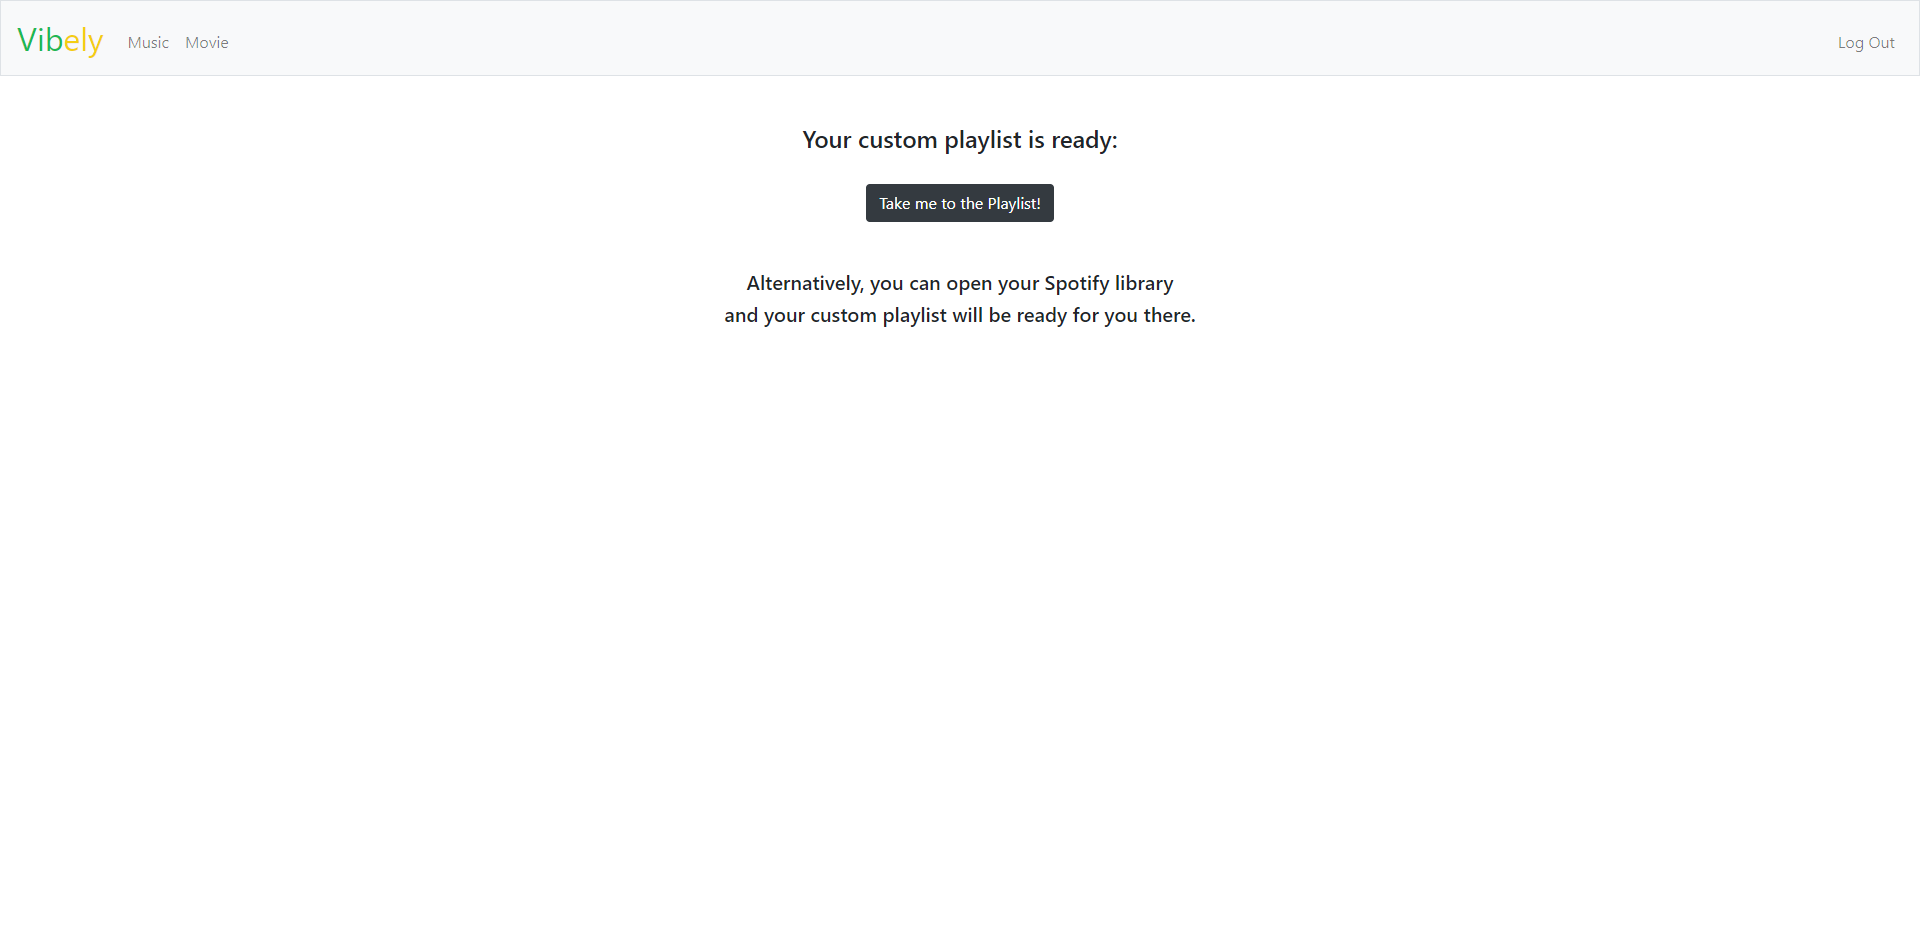 Vibely Music Movie Log Out
Your custom playlist is ready:
Take me to the Playlist!
Alternatively, you can open your Spotify library
and your custom playlist will be ready for you there.